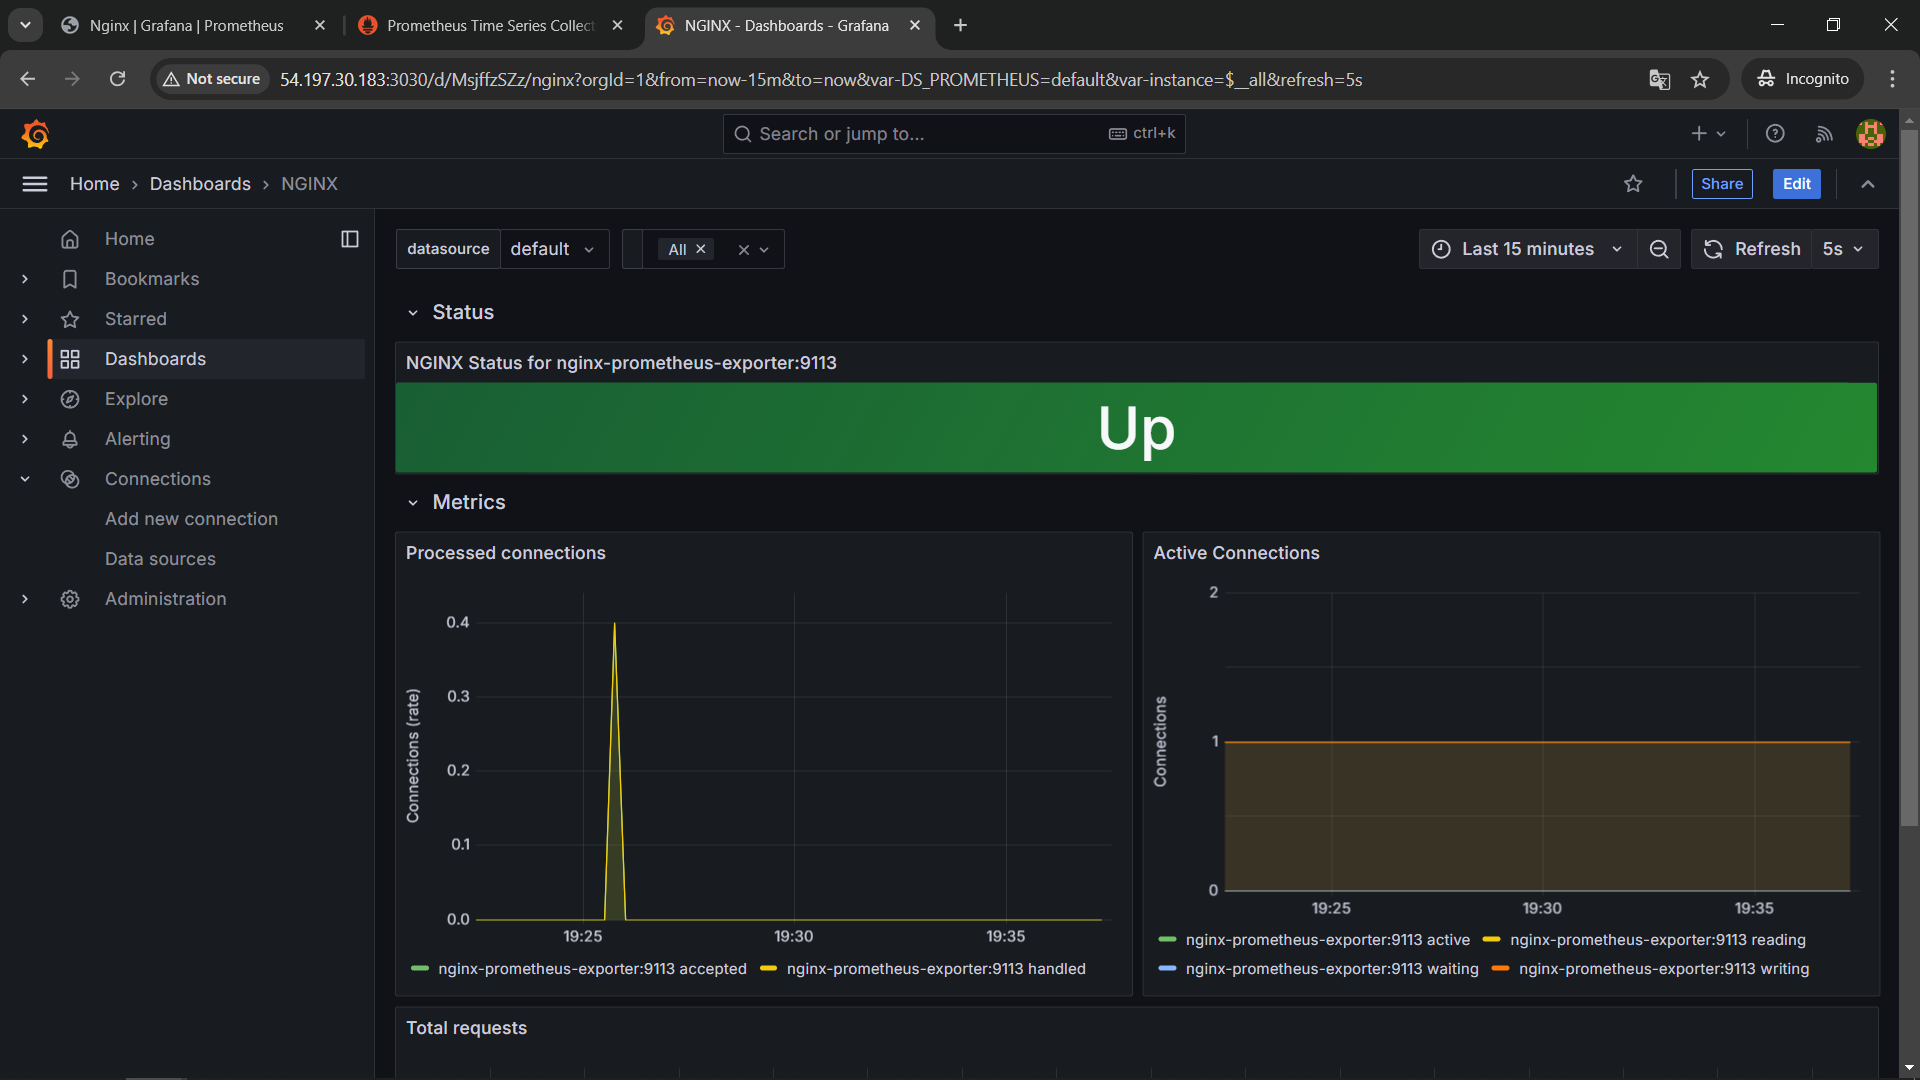 Nginx | Grafana | Prometheus
Prometheus Time Series Collect
NGINX - Dashboards - Grafana
Not secure
54.197.30.183:3030/d/MsjffzSZz/nginx?orgId=1&from=now-15m&to=now&var-DS_PROMETHEUS=default&var-instance=$__all&refresh=5s
Incognito
Search or jump to...
ctrl+k
Home › Dashboards › NGINX
Share
Edit
Home
Bookmarks
Starred
Dashboards
Explore
Alerting
Connections
Add new connection
Data sources
Administration
datasource
default
All
Last 15 minutes
Refresh
5s
Status
NGINX Status for nginx-prometheus-exporter:9113
Up
Metrics
Processed connections
Connections (rate)
0.4
0.3
0.2
0.1
0.0
19:25
19:30
19:35
nginx-prometheus-exporter:9113 accepted
nginx-prometheus-exporter:9113 handled
Active Connections
Connections
2
1
0
19:25
19:30
19:35
nginx-prometheus-exporter:9113 active
nginx-prometheus-exporter:9113 reading
nginx-prometheus-exporter:9113 waiting
nginx-prometheus-exporter:9113 writing
Total requests